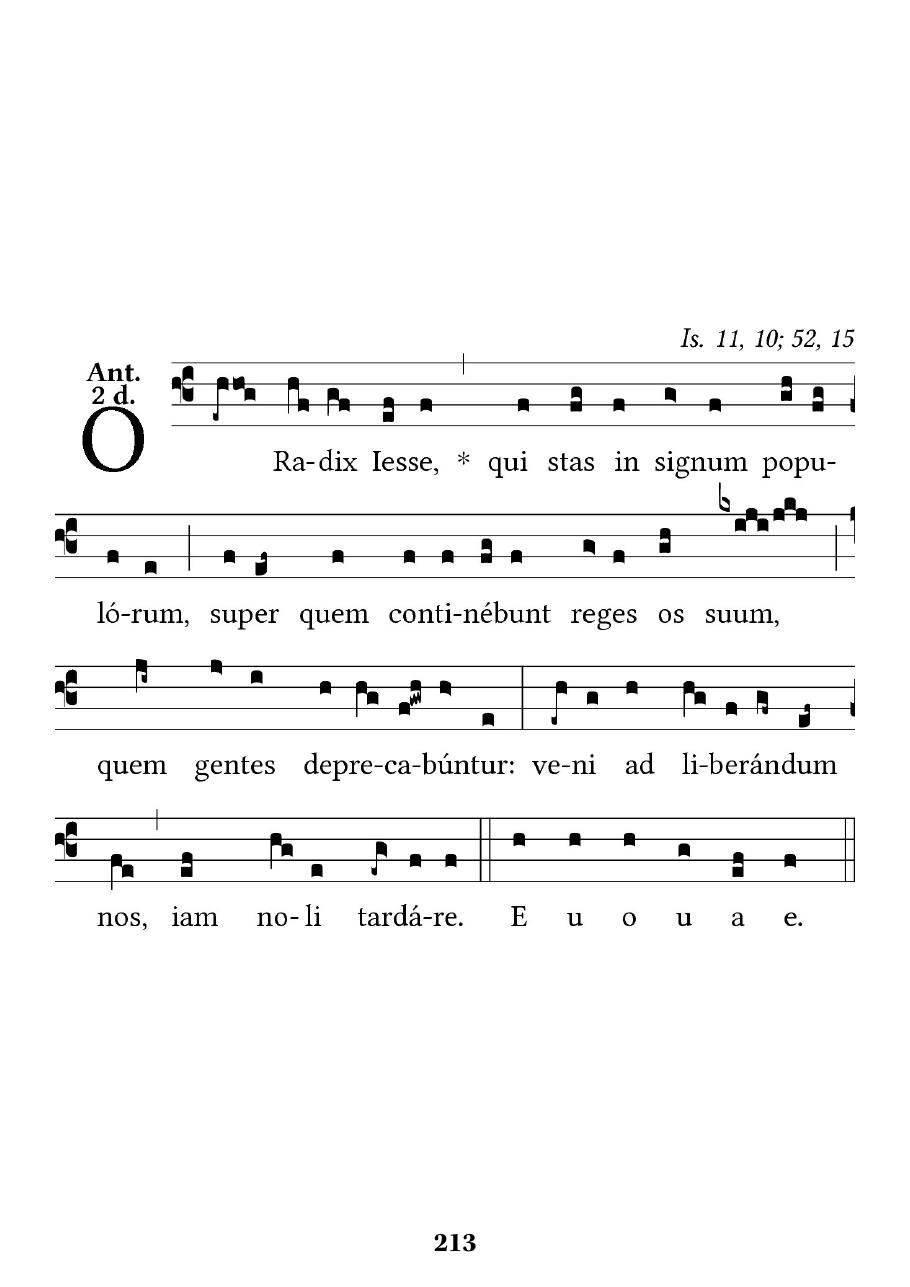 Is. 11, 10; 52, 15
Ant.
2 d.
O Ra-dix Iesse, * qui stas in signum popu-
ló-rum, super quem conti-nébunt reges os suum,
quem gentes depre-ca-búntur: ve-ni ad li-berándum
nos, iam no-li tardá-re. E u o u a e.
213